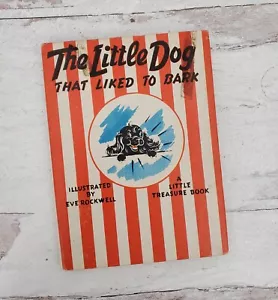 The Little Dog
THAT LIKED TO BARK
ILLUSTRATED
BY
EVE ROCKWELL
A
LITTLE
TREASURE BOOK